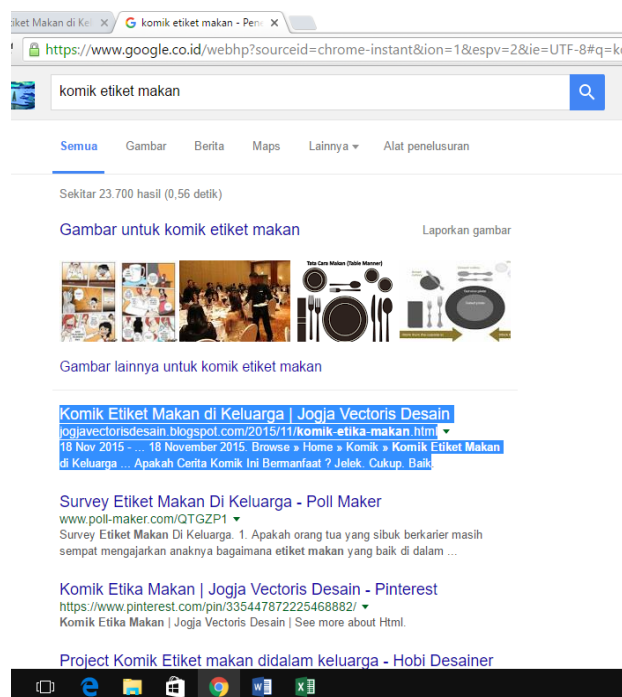 iket Makan di Kel
komik etiket makan - Pene
https://www.google.co.id/webhp?sourceid=chrome-instant&ion=1&espv=2&ie=UTF-8#q=k
komik etiket makan
Semua Gambar Berita Maps Lainnya Alat penelusuran
Sekitar 23.700 hasil (0,56 detik)
Gambar untuk komik etiket makan
Laporkan gambar
Tata Cara Makan (Table Manner)
Gambar lainnya untuk komik etiket makan
Komik Etiket Makan di Keluarga | Jogja Vectoris Desain
jogjavectorisdesain.blogspot.com/2015/11/komik-etika-makan.html
18 Nov 2015 - ... 18 November 2015. Browse » Home » Komik » Komik Etiket Makan
di Keluarga ... Apakah Cerita Komik Ini Bermanfaat ? Jelek. Cukup. Baik.
Survey Etiket Makan Di Keluarga - Poll Maker
www.poll-maker.com/QTGZP1
Survey Etiket Makan Di Keluarga. 1. Apakah orang tua yang sibuk berkarier masih
sempat mengajarkan anaknya bagaimana etiket makan yang baik di dalam ...
Komik Etika Makan | Jogja Vectoris Desain - Pinterest
https://www.pinterest.com/pin/335447872225468882/
Komik Etika Makan | Jogja Vectoris Desain | See more about Html.
Project Komik Etiket makan didalam keluarga - Hobi Desainer